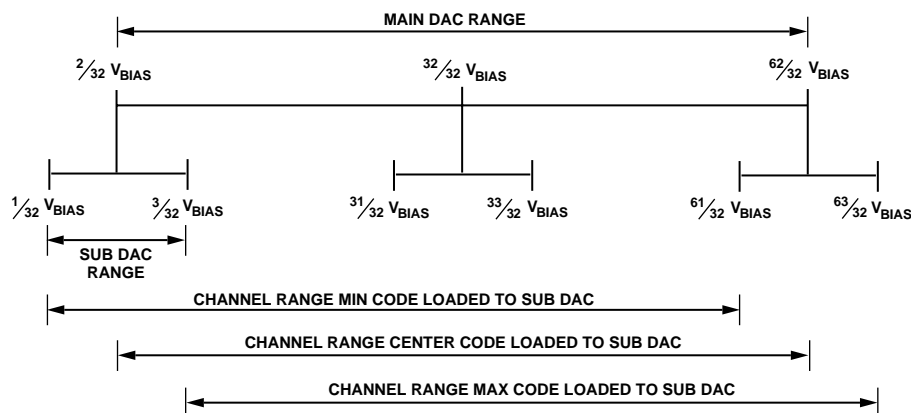 MAIN DAC RANGE
2/32 VBIAS
32/32 VBIAS
62/32 VBIAS
1/32 VBIAS
3/32 VBIAS
31/32 VBIAS
33/32 VBIAS
61/32 VBIAS
63/32 VBIAS
SUB DAC
RANGE
CHANNEL RANGE MIN CODE LOADED TO SUB DAC
CHANNEL RANGE CENTER CODE LOADED TO SUB DAC
CHANNEL RANGE MAX CODE LOADED TO SUB DAC